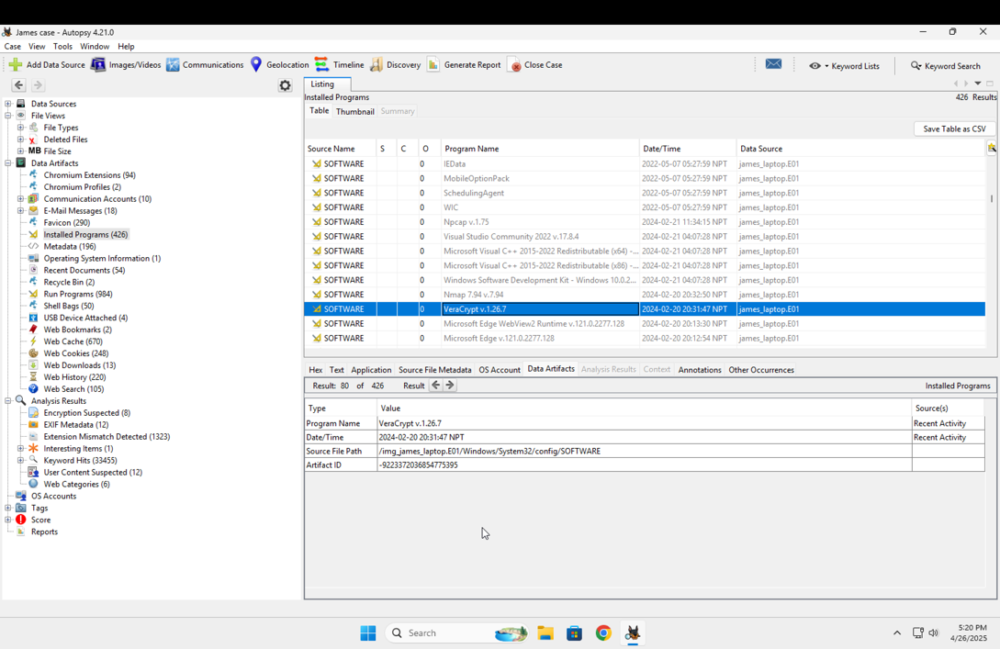 James case - Autopsy 4.21.0
Case View Tools Window Help
Add Data Source Images/Videos Communications Geolocation Timeline Discovery Generate Report Close Case Keyword Lists Keyword Search
Data Sources
File Views
File Types
Deleted Files
MB File Size
Data Artifacts
Chromium Extensions (94)
Chromium Profiles (2)
Communication Accounts (10)
E-Mail Messages (18)
Favicon (290)
Installed Programs (426)
Metadata (196)
Operating System Information (1)
Recent Documents (54)
Recycle Bin (2)
Run Programs (984)
Shell Bags (50)
USB Device Attached (4)
Web Bookmarks (2)
Web Cache (670)
Web Cookies (248)
Web Downloads (13)
Web History (220)
Web Search (105)
Analysis Results
Encryption Suspected (8)
EXIF Metadata (12)
Extension Mismatch Detected (1323)
Interesting Items (1)
Keyword Hits (33455)
User Content Suspected (12)
Web Categories (6)
OS Accounts
Tags
Score
Reports
Listing
Installed Programs 426 Results
Table Thumbnail Summary
Save Table as CSV
Source Name S C O Program Name Date/Time Data Source
SOFTWARE 0 IEData 2022-05-07 05:27:59 NPT james_laptop.E01
SOFTWARE 0 MobileOptionPack 2022-05-07 05:27:59 NPT james_laptop.E01
SOFTWARE 0 SchedulingAgent 2022-05-07 05:27:59 NPT james_laptop.E01
SOFTWARE 0 WIC 2022-05-07 05:27:59 NPT james_laptop.E01
SOFTWARE 0 Npcap v.1.75 2024-02-21 11:34:15 NPT james_laptop.E01
SOFTWARE 0 Visual Studio Community 2022 v.17.8.4 2024-02-21 04:07:28 NPT james_laptop.E01
SOFTWARE 0 Microsoft Visual C++ 2015-2022 Redistributable (x64) -... 2024-02-21 04:07:28 NPT james_laptop.E01
SOFTWARE 0 Microsoft Visual C++ 2015-2022 Redistributable (x86) -... 2024-02-21 04:07:28 NPT james_laptop.E01
SOFTWARE 0 Windows Software Development Kit - Windows 10.0.2... 2024-02-21 04:07:28 NPT james_laptop.E01
SOFTWARE 0 Nmap 7.94 v.7.94 2024-02-20 20:32:50 NPT james_laptop.E01
SOFTWARE 0 VeraCrypt v.1.26.7 2024-02-20 20:31:47 NPT james_laptop.E01
SOFTWARE 0 Microsoft Edge WebView2 Runtime v.121.0.2277.128 2024-02-20 20:13:30 NPT james_laptop.E01
SOFTWARE 0 Microsoft Edge v.121.0.2277.128 2024-02-20 20:12:54 NPT james_laptop.E01
Hex Text Application Source File Metadata OS Account Data Artifacts Analysis Results Context Annotations Other Occurrences
Result: 80 of 426 Result Installed Programs
Type Value Source(s)
Program Name VeraCrypt v.1.26.7 Recent Activity
Date/Time 2024-02-20 20:31:47 NPT Recent Activity
Source File Path /img_james_laptop.E01/Windows/System32/config/SOFTWARE
Artifact ID -9223372036854775395
Search
5:20 PM
4/26/2025